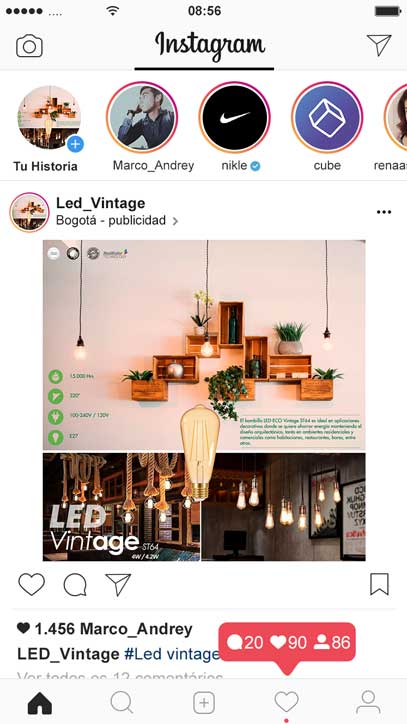 08:56
Instagram
Tu Historia
Marco_Andrey
nikle
cube
renaa
Led_Vintage
Bogotá - publicidad
15.000 Hrs
320°
100-240V / 120V
E27
El bombillo LED ECO Vintage ST64 es ideal en aplicaciones
decorativas donde se quiere ahorrar energía manteniendo el
diseño arquitectónico, tanto en ambientes residenciales y
comerciales como habitaciones, restaurantes, bares, entre
otros.
LED
Vintage ST64
4W / 4.2W
1.456 Marco_Andrey
20 90 86
LED_Vintage #Led vintage
Ver todos os 12 comentários